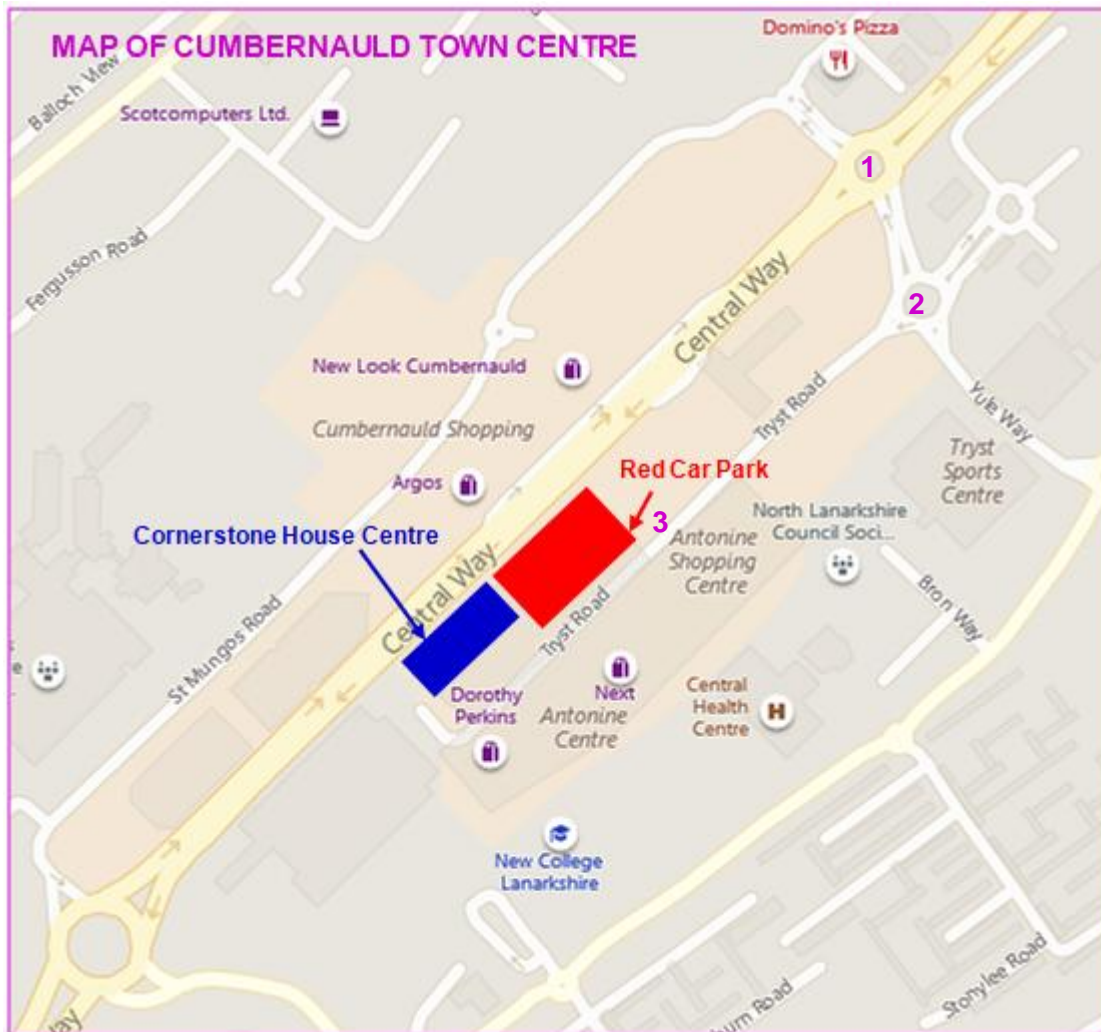 MAP OF CUMBERNAULD TOWN CENTRE
Domino's Pizza
Balloch View
Scotcomputers Ltd.
1
Fergusson Road
Central Way
2
New Look Cumbernauld
Tryst Road
Yule Way
Cumbernauld Shopping
Argos
Red Car Park
Tryst
Sports
Centre
3
North Lanarkshire
Council Soci...
Cornerstone House Centre
Antonine
Shopping
Centre
Central Way
Tryst Road
Bron Way
St Mungos Road
Dorothy
Perkins
Next
Antonine
Centre
Central
Health
Centre
H
New College
Lanarkshire
Stonylee Road
burn Road
way